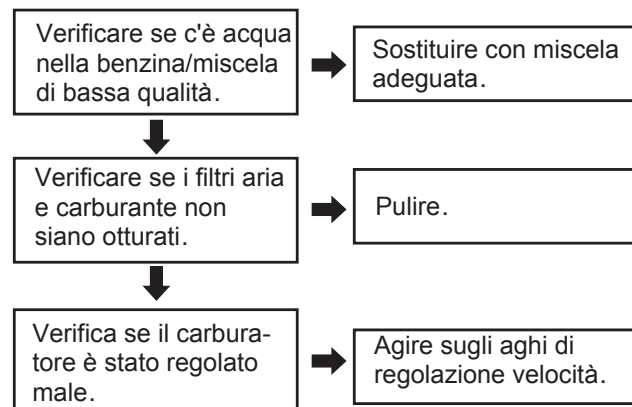 Verificare se c'è acqua
nella benzina/miscela
di bassa qualità.
Sostituire con miscela
adeguata.
Verificare se i filtri aria
e carburante non
siano otturati.
Pulire.
Verifica se il carbura-
tore è stato regolato
male.
Agire sugli aghi di
regolazione velocità.